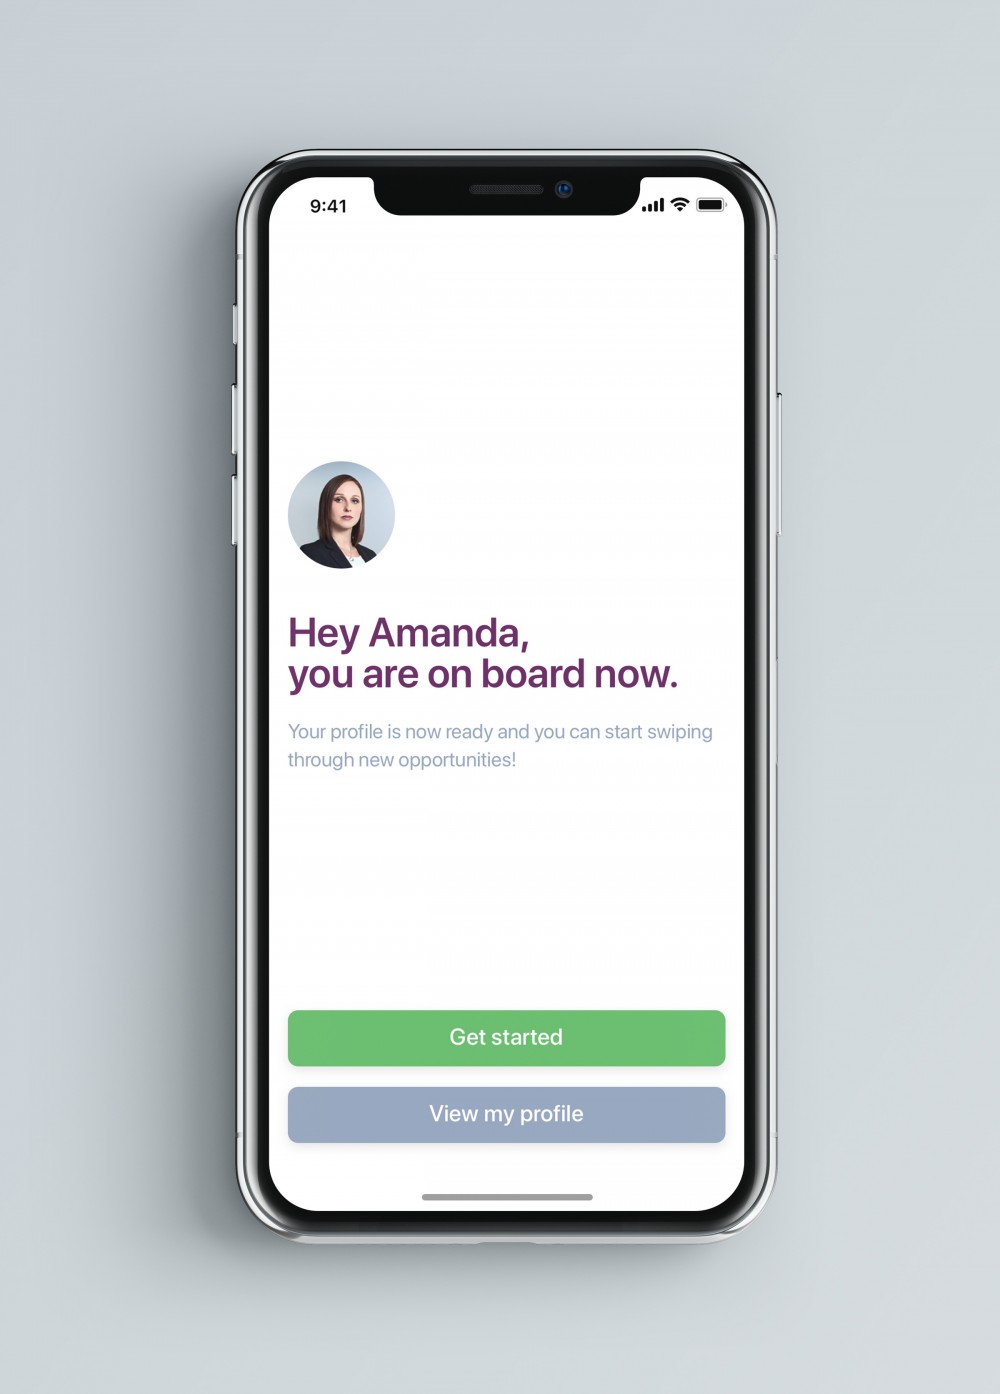 9:41
Hey Amanda,
you are on board now.
Your profile is now ready and you can start swiping
through new opportunities!
Get started
View my profile